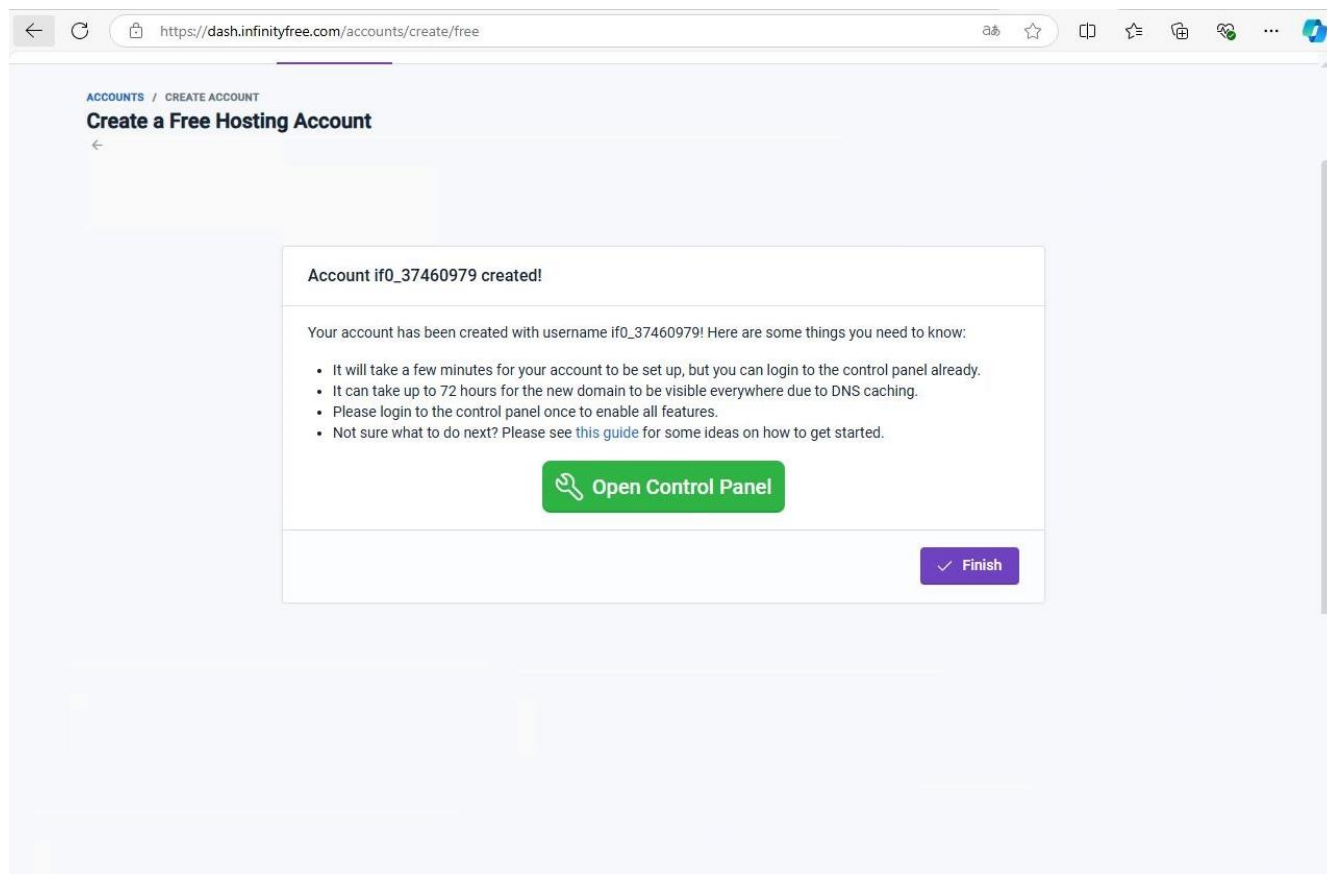 https://dash.infinityfree.com/accounts/create/free
ACCOUNTS / CREATE ACCOUNT
Create a Free Hosting Account
Account if0_37460979 created!
Your account has been created with username if0_37460979! Here are some things you need to know:
• It will take a few minutes for your account to be set up, but you can login to the control panel already.
• It can take up to 72 hours for the new domain to be visible everywhere due to DNS caching.
• Please login to the control panel once to enable all features.
• Not sure what to do next? Please see this guide for some ideas on how to get started.
Open Control Panel
Finish